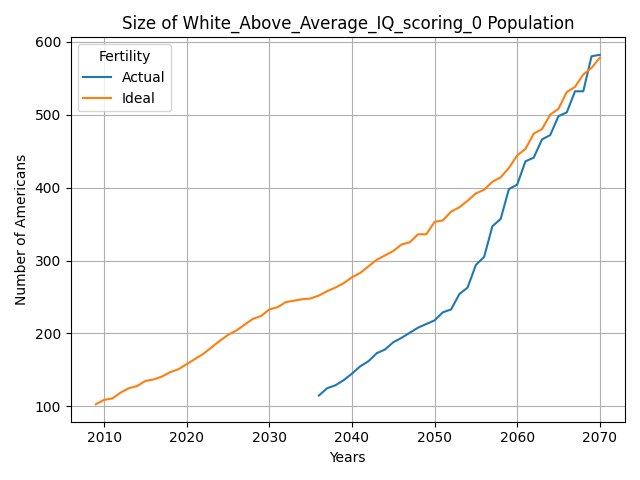 Size of White_Above_Average_IQ_scoring_0 Population
Fertility
Actual
Ideal
Number of Americans
600
500
400
300
200
100
2010
2020
2030
2040
2050
2060
2070
Years